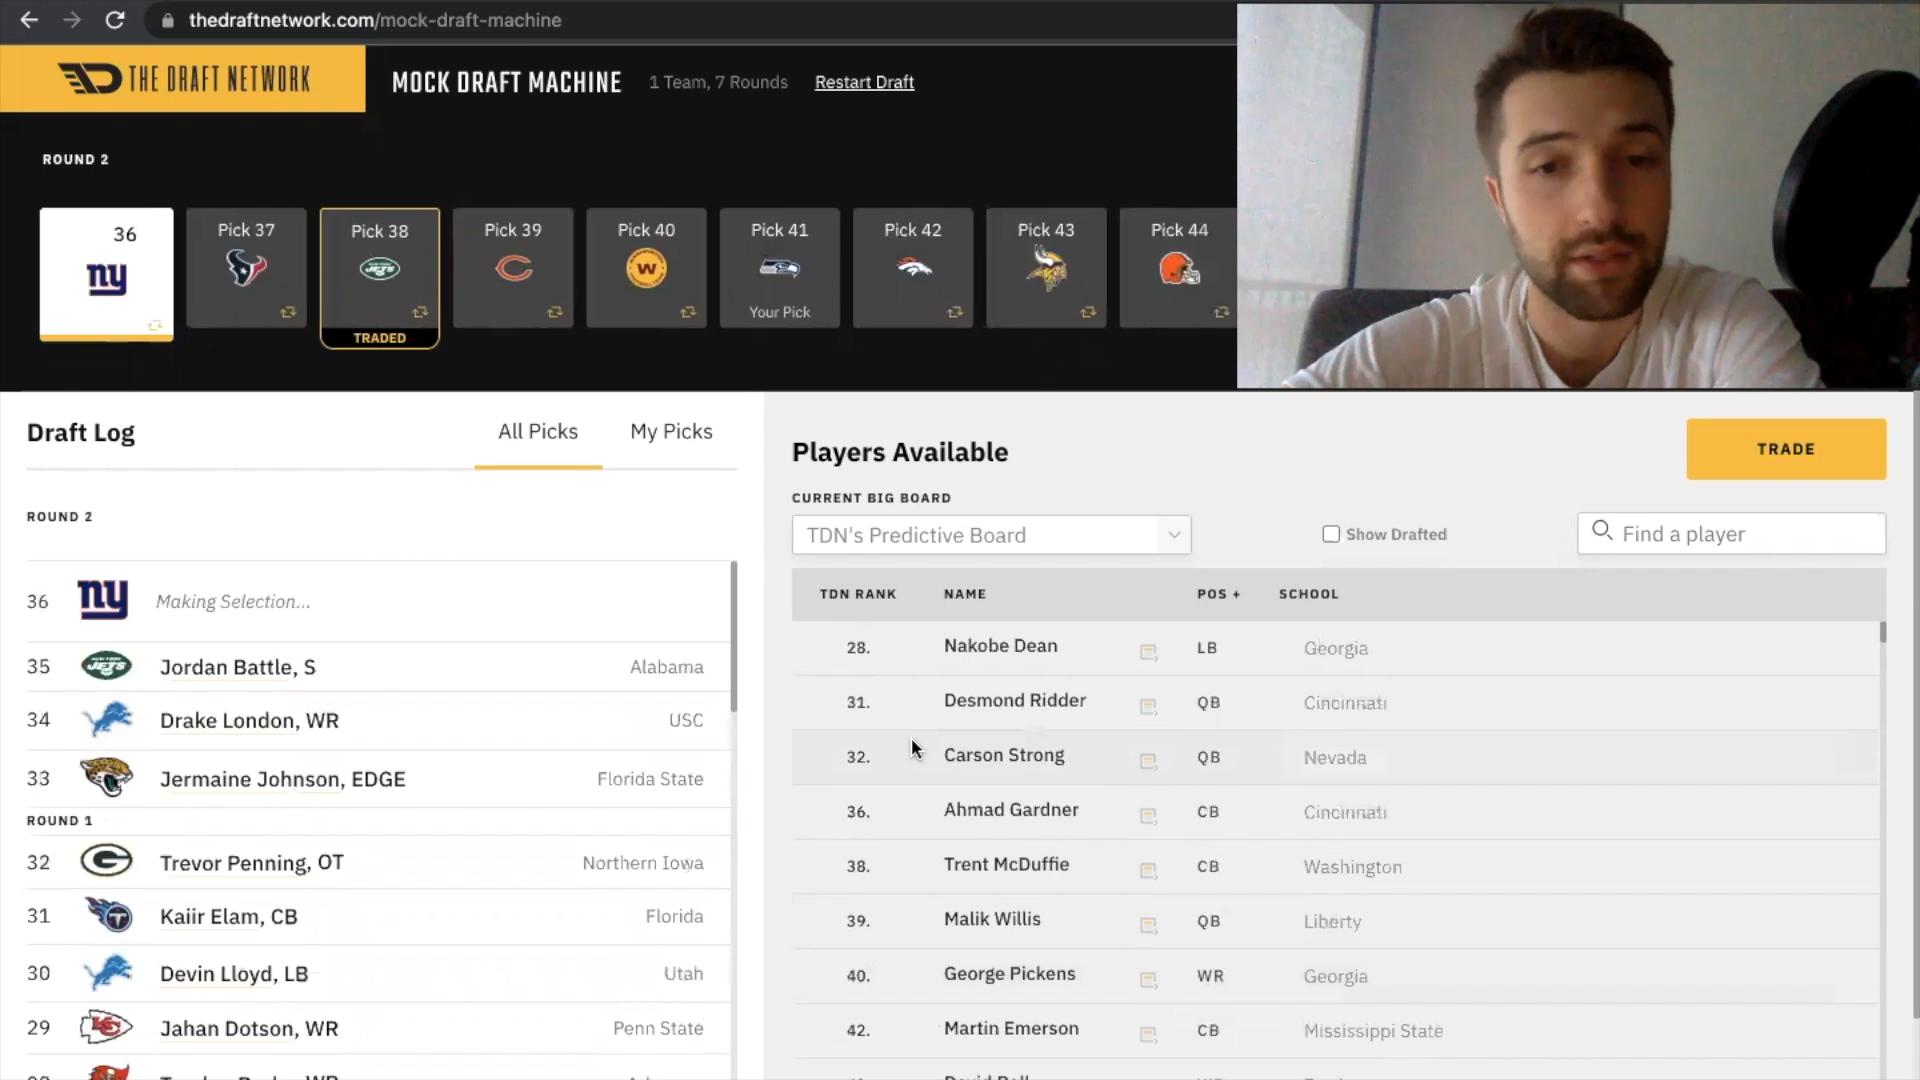 thedraftnetwork.com/mock-draft-machine
THE DRAFT NETWORK
MOCK DRAFT MACHINE
1 Team, 7 Rounds
Restart Draft
ROUND 2
36
ny
Pick 37
Pick 38
JETS
TRADED
Pick 39
Pick 40
W
Pick 41
Your Pick
Pick 42
Pick 43
Pick 44
Draft Log
All Picks
My Picks
ROUND 2
36 ny Making Selection...
35 JETS Jordan Battle, S Alabama
34 Drake London, WR USC
33 Jermaine Johnson, EDGE Florida State
ROUND 1
32 G Trevor Penning, OT Northern Iowa
31 Kaiir Elam, CB Florida
30 Devin Lloyd, LB Utah
29 KC Jahan Dotson, WR Penn State
Players Available
TRADE
CURRENT BIG BOARD
TDN's Predictive Board
Show Drafted
Find a player
TDN RANK NAME POS + SCHOOL
28. Nakobe Dean LB Georgia
31. Desmond Ridder QB Cincinnati
32. Carson Strong QB Nevada
36. Ahmad Gardner CB Cincinnati
38. Trent McDuffie CB Washington
39. Malik Willis QB Liberty
40. George Pickens WR Georgia
42. Martin Emerson CB Mississippi State